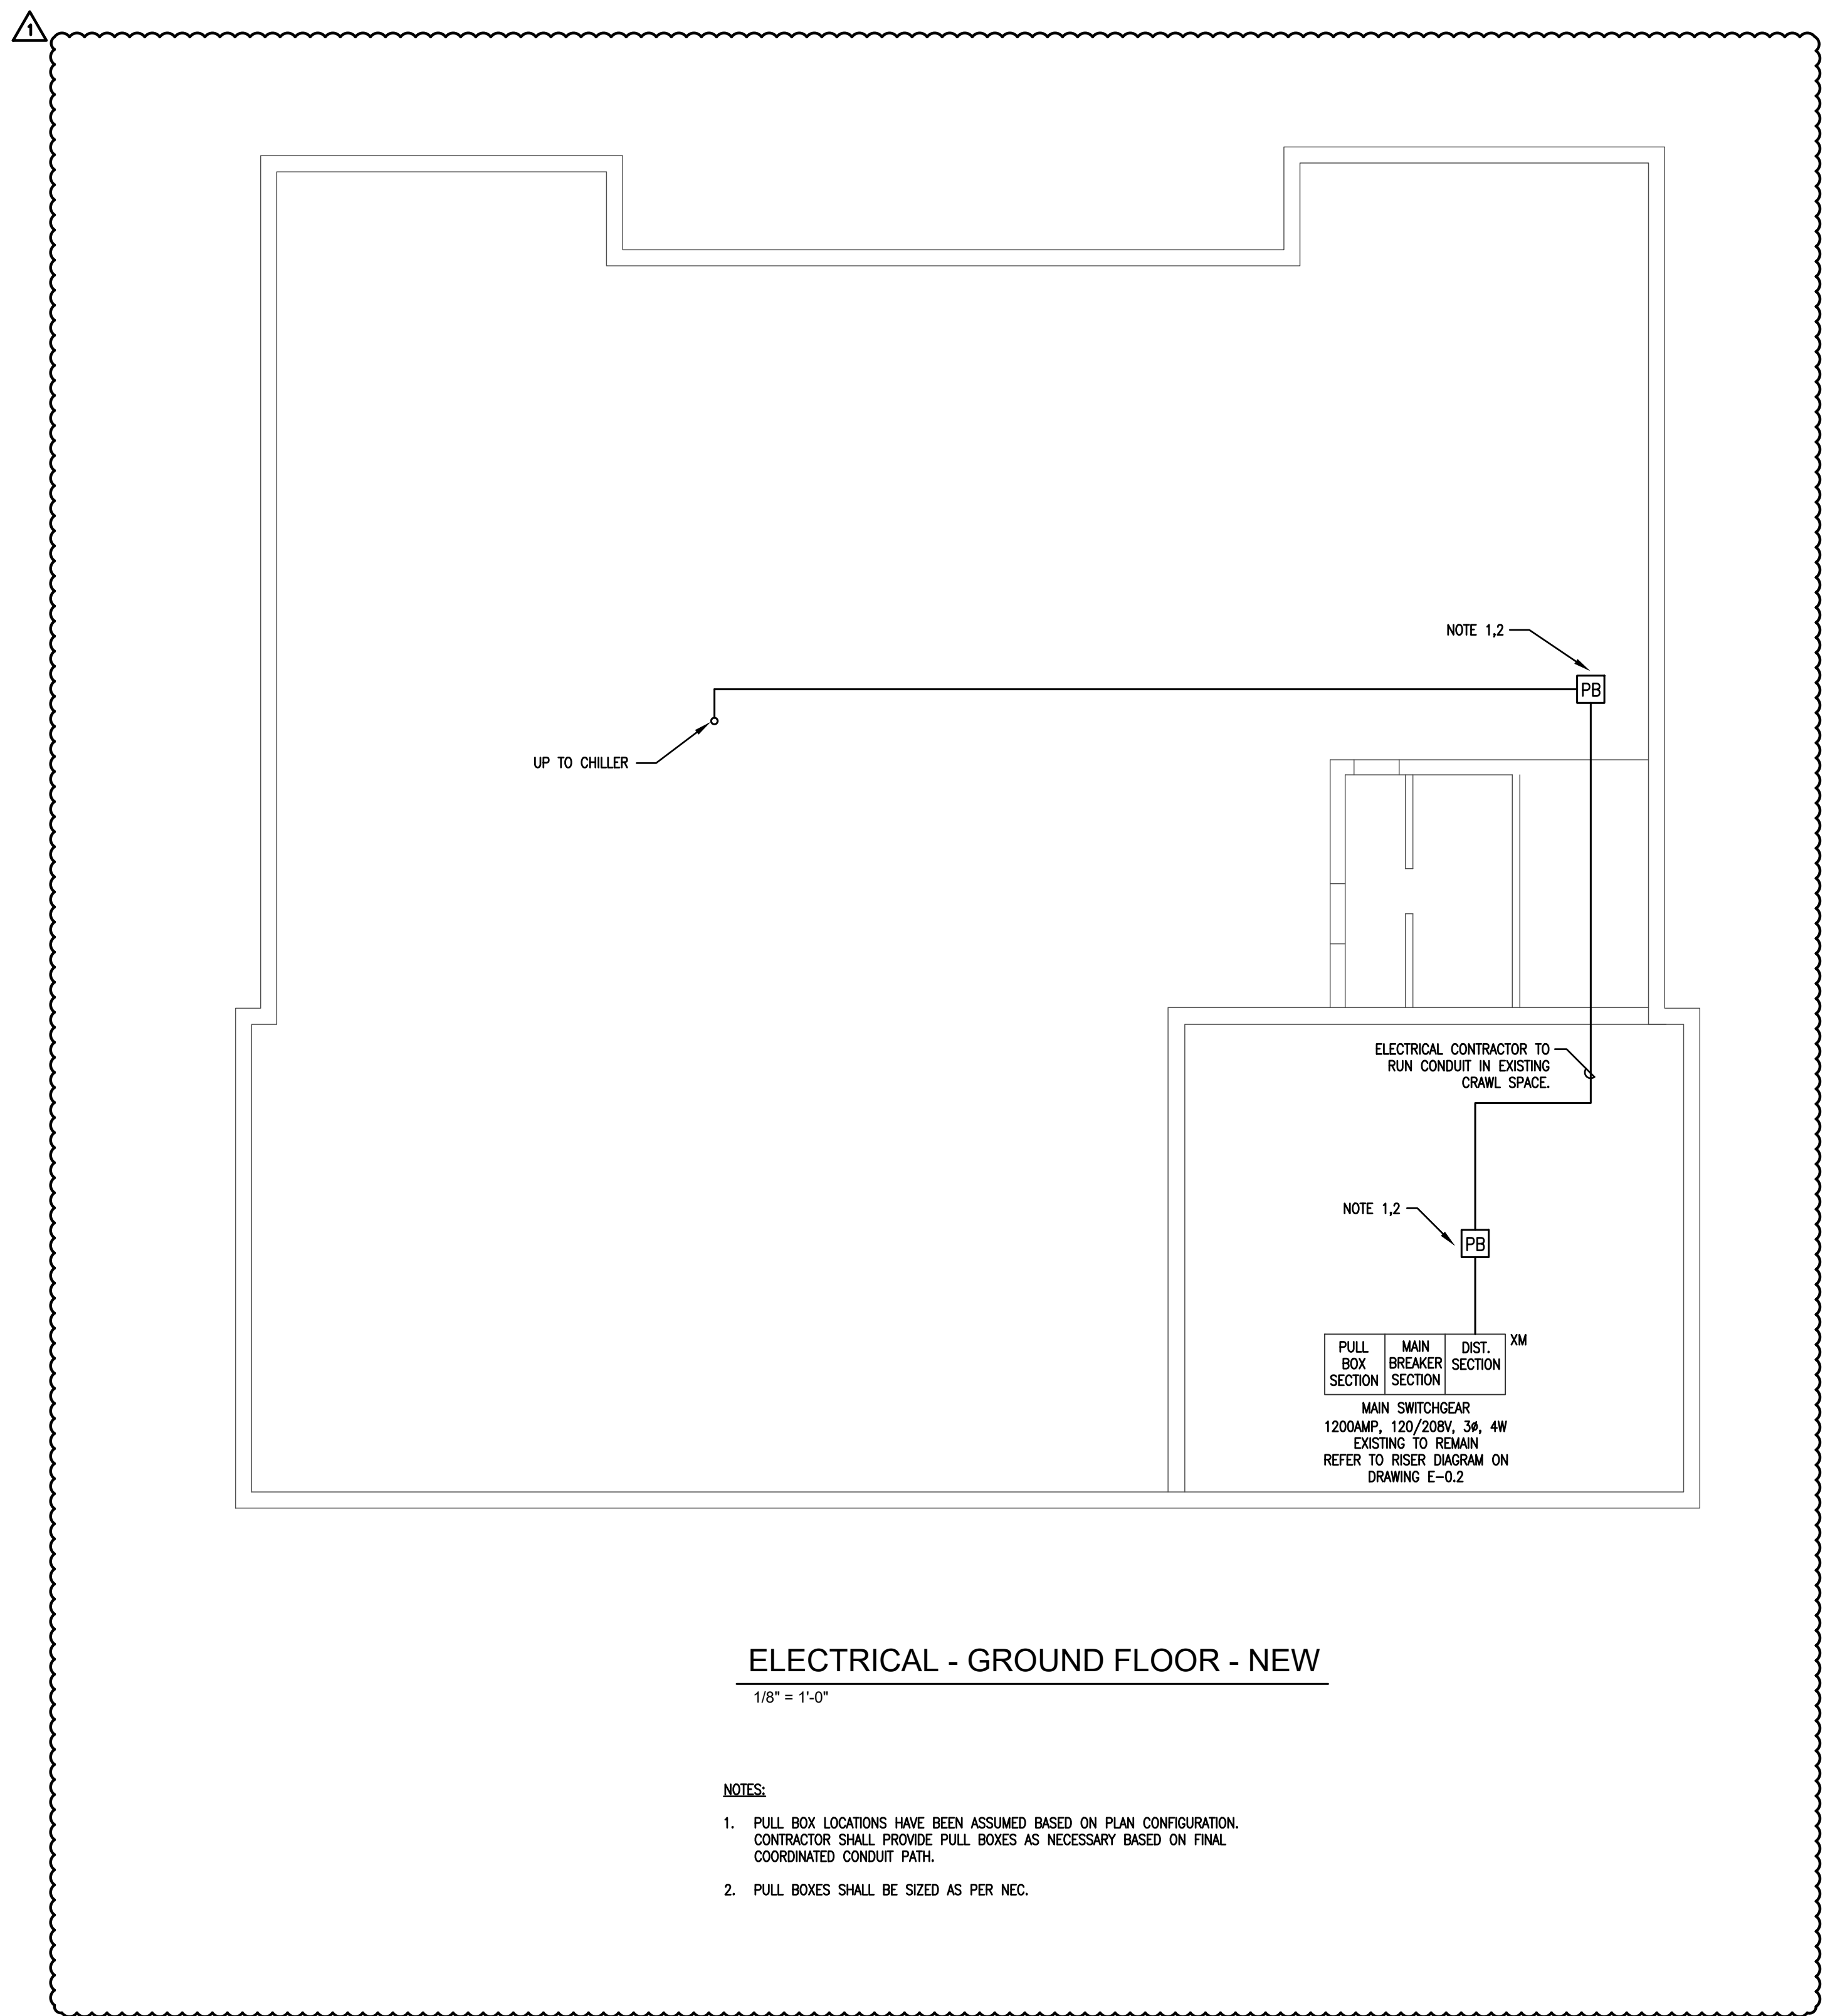 1
NOTE 1,2
PB
UP TO CHILLER
ELECTRICAL CONTRACTOR TO
RUN CONDUIT IN EXISTING
CRAWL SPACE.
NOTE 1,2
PB
PULL
BOX
SECTION
MAIN
BREAKER
SECTION
DIST.
SECTION
XM
MAIN SWITCHGEAR
1200AMP, 120/208V, 3ø, 4W
EXISTING TO REMAIN
REFER TO RISER DIAGRAM ON
DRAWING E-0.2
ELECTRICAL - GROUND FLOOR - NEW
1/8" = 1'-0"
NOTES:
1. PULL BOX LOCATIONS HAVE BEEN ASSUMED BASED ON PLAN CONFIGURATION.
CONTRACTOR SHALL PROVIDE PULL BOXES AS NECESSARY BASED ON FINAL
COORDINATED CONDUIT PATH.
2. PULL BOXES SHALL BE SIZED AS PER NEC.